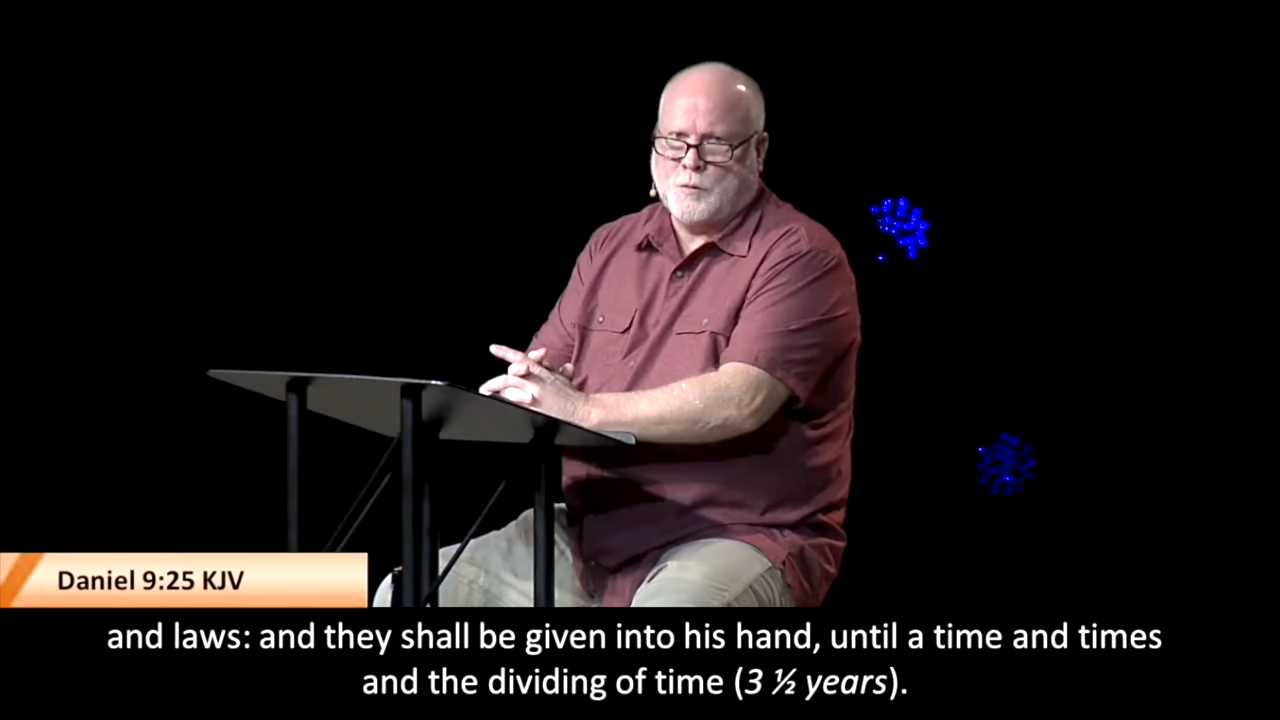 Daniel 9:25 KJV
and laws: and they shall be given into his hand, until a time and times
and the dividing of time (3 ½ years).